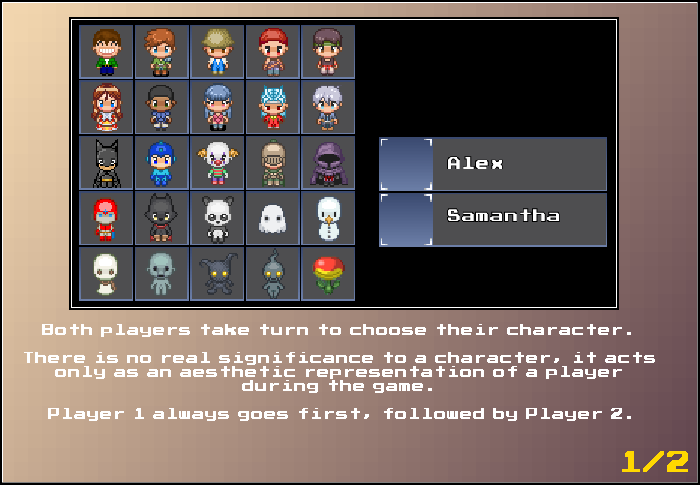 Alex
Samantha
Both players take turn to choose their character.
There is no real significance to a character, it acts
only as an aesthetic representation of a player
during the game.
Player 1 always goes first, followed by Player 2.
1/2